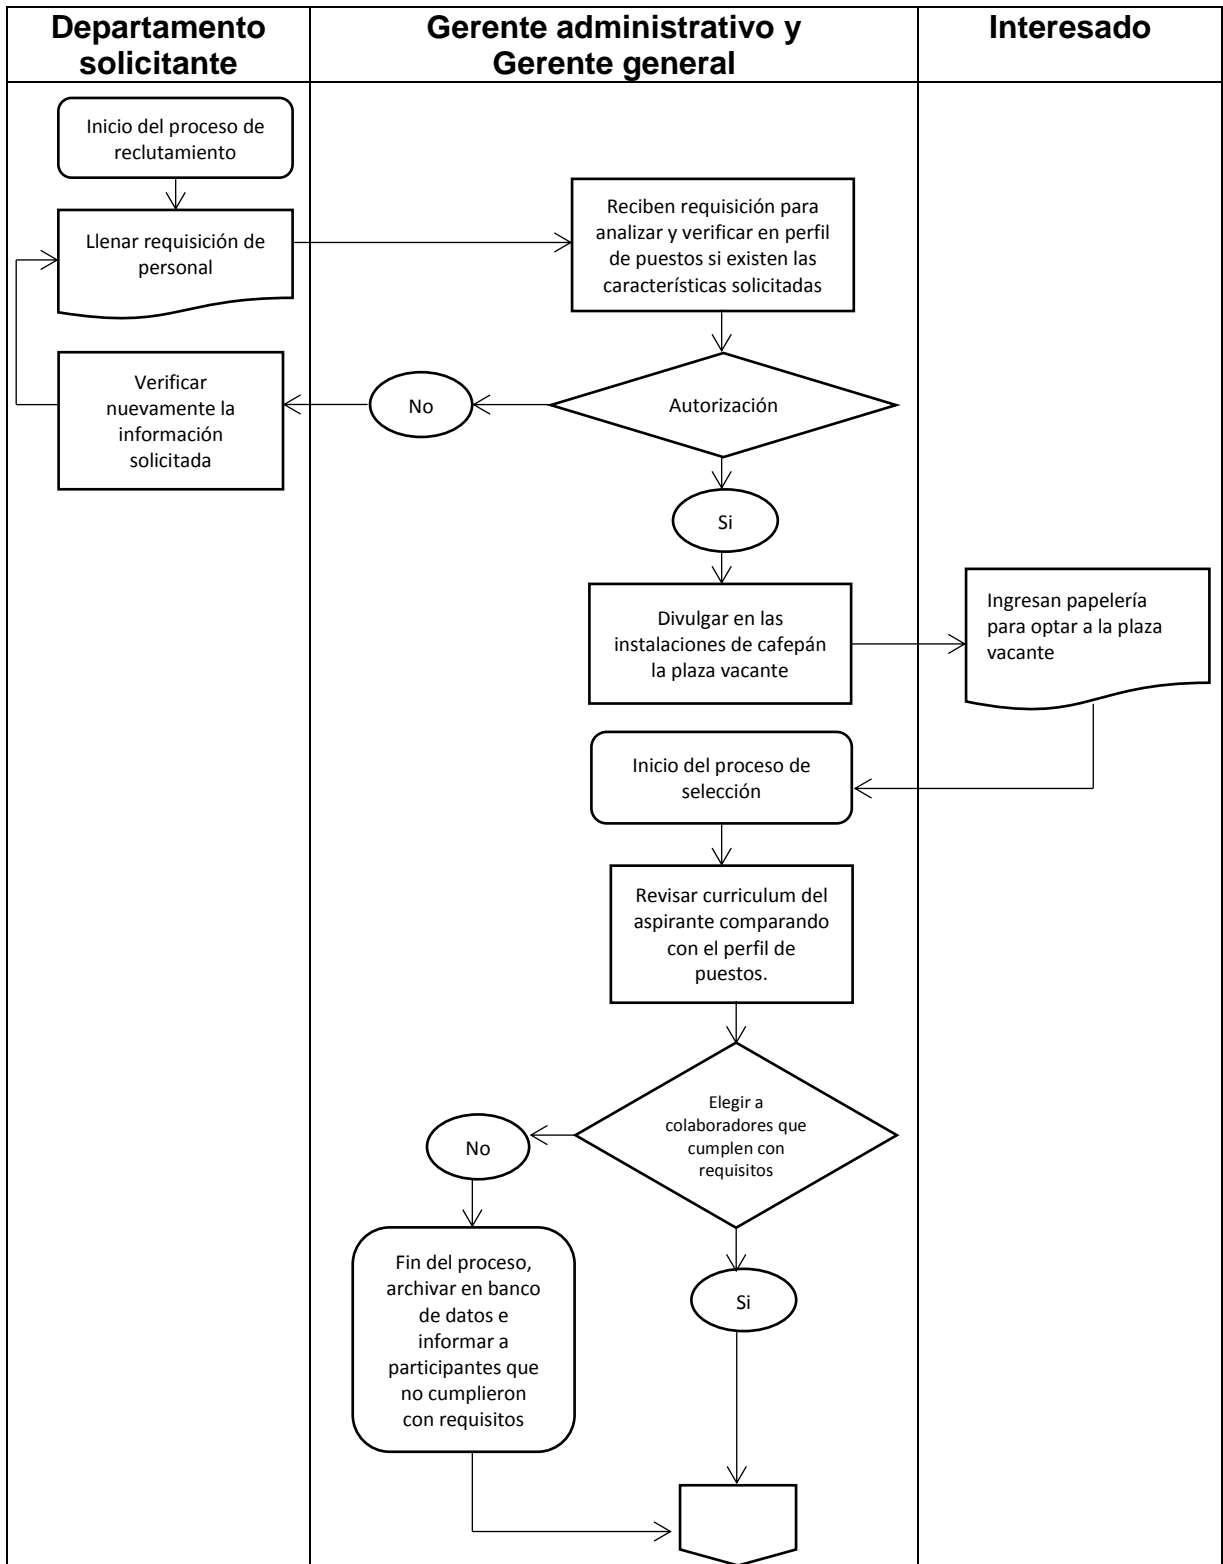 Departamento
solicitante
Gerente administrativo y
Gerente general
Interesado
Inicio del proceso de
reclutamiento
Llenar requisición de
personal
Reciben requisición para
analizar y verificar en perfil
de puestos si existen las
características solicitadas
Verificar
nuevamente la
información
solicitada
No
Autorización
Si
Divulgar en las
instalaciones de cafepán
la plaza vacante
Ingresan papelería
para optar a la plaza
vacante
Inicio del proceso de
selección
Revisar curriculum del
aspirante comparando
con el perfil de
puestos.
Elegir a
colaboradores que
cumplen con
requisitos
No
Fin del proceso,
archivar en banco
de datos e
informar a
participantes que
no cumplieron
con requisitos
Si